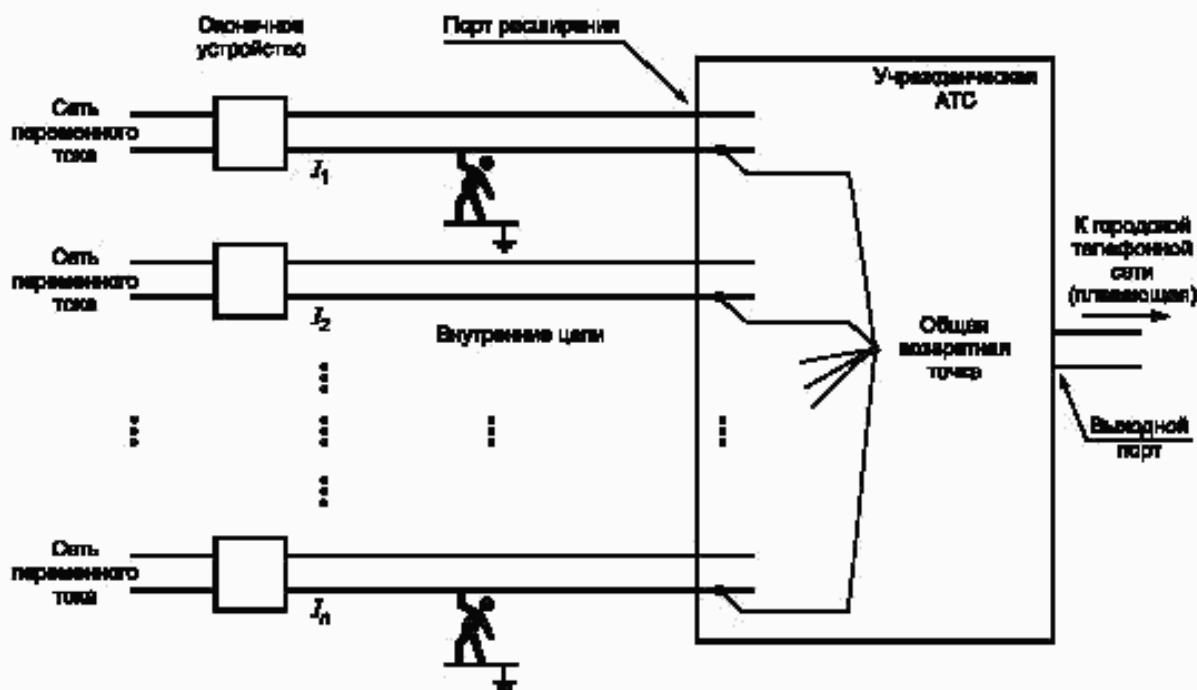 Оконечное
устройство
Порт расширения
Учрежденческая
АТС
Сеть
переменного
тока
I1
Сеть
переменного
тока
I2
Внутренние цепи
Общая
возвратная
точка
К городской
телефонной
сети
(плавающая)
Выходной
порт
Сеть
переменного
тока
In